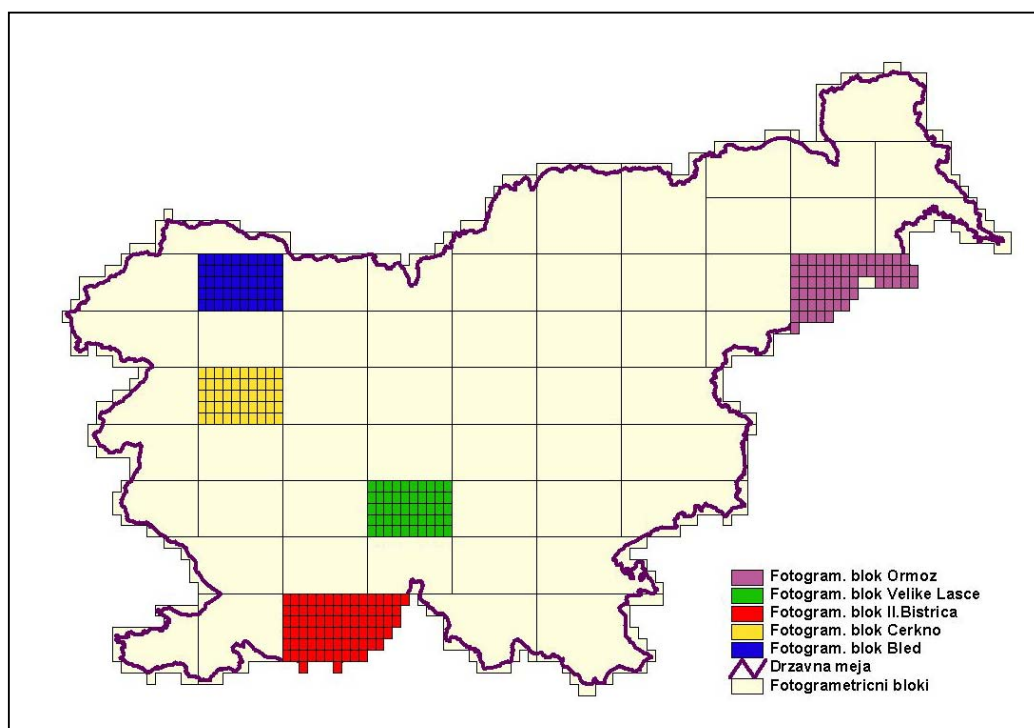 Fotogram. blok Ormoz
Fotogram. blok Velike Lasce
Fotogram. blok Il.Bistrica
Fotogram. blok Cerkno
Fotogram. blok Bled
Drzavna meja
Fotogrametricni bloki